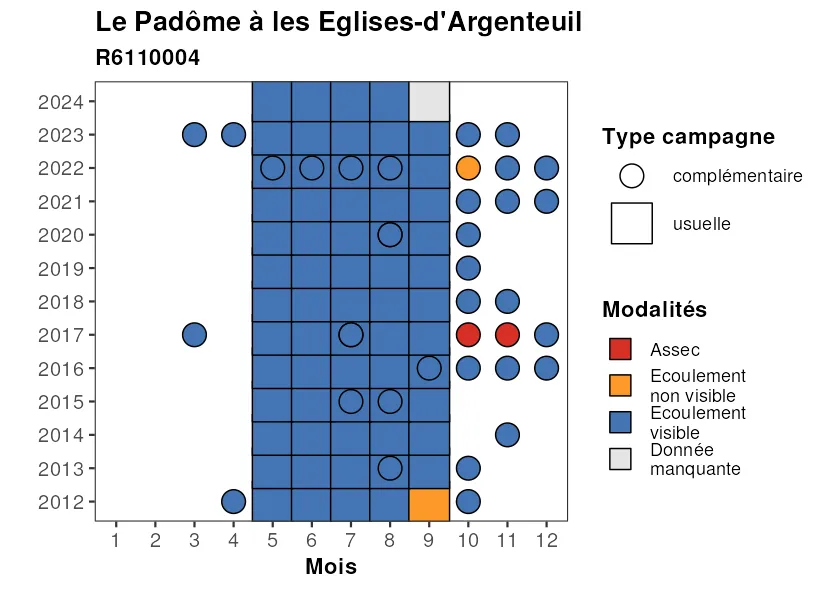 Le Padôme à les Eglises-d'Argenteuil
R6110004
2024
2023
2022
2021
2020
2019
2018
2017
2016
2015
2014
2013
2012
1 2 3 4 5 6 7 8 9 10 11 12
Mois
Type campagne
complémentaire
usuelle
Modalités
Assec
Ecoulement
non visible
Ecoulement
visible
Donnée
manquante